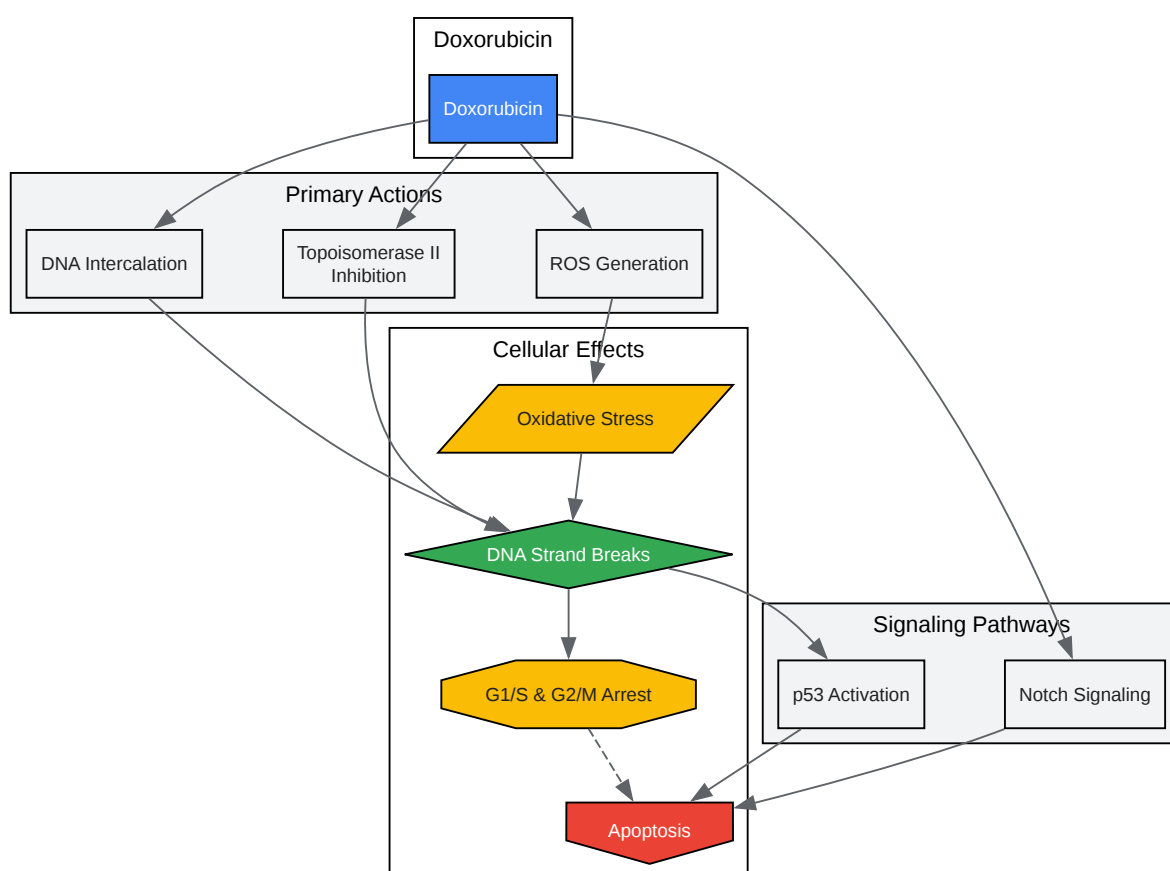 Doxorubicin
Doxorubicin
Primary Actions
DNA Intercalation
Topoisomerase II
Inhibition
ROS Generation
Cellular Effects
Oxidative Stress
DNA Strand Breaks
Signaling Pathways
G1/S & G2/M Arrest
p53 Activation
Notch Signaling
Apoptosis